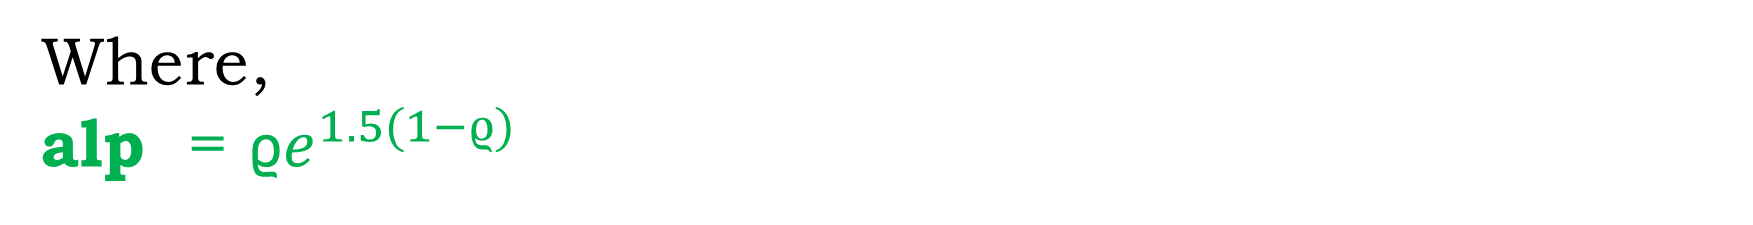 Where,
alp = ϱe^{1.5(1−ϱ)}